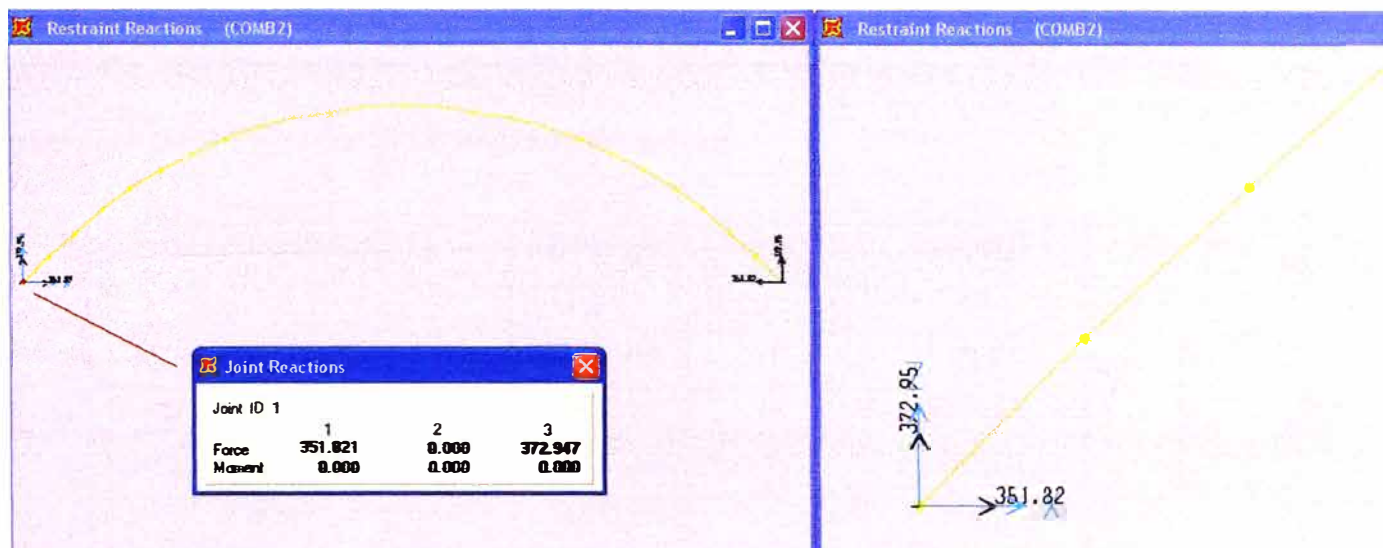 Restraint Reactions (COMB2)
Restraint Reactions (COMB2)
Joint Reactions
Joint ID 1
1 2 3
Force 351.821 0.000 372.947
Moment 0.000 0.000 0.000
372.95
351.82